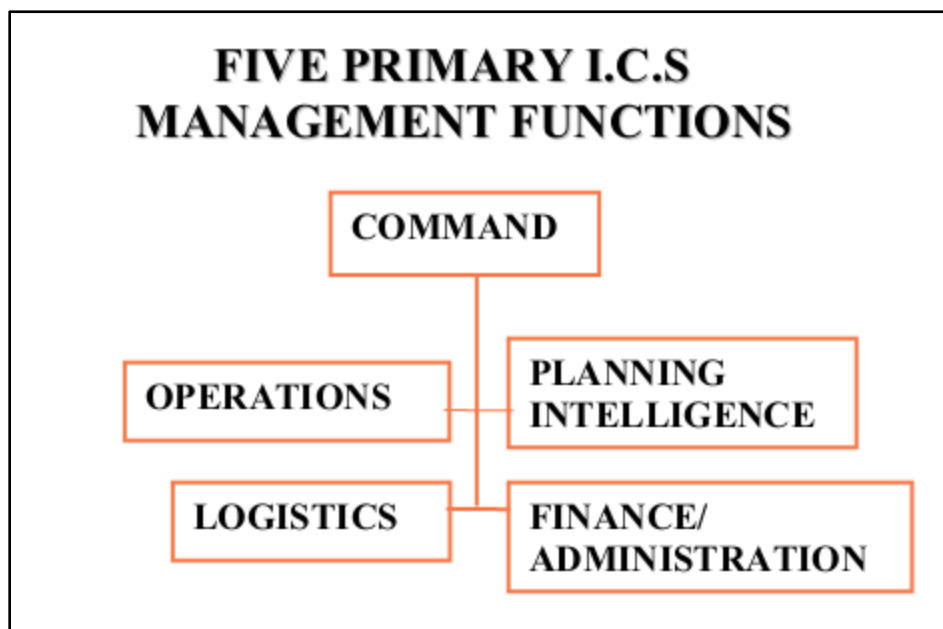 FIVE PRIMARY I.C.S
MANAGEMENT FUNCTIONS
COMMAND
OPERATIONS
PLANNING
INTELLIGENCE
LOGISTICS
FINANCE/
ADMINISTRATION